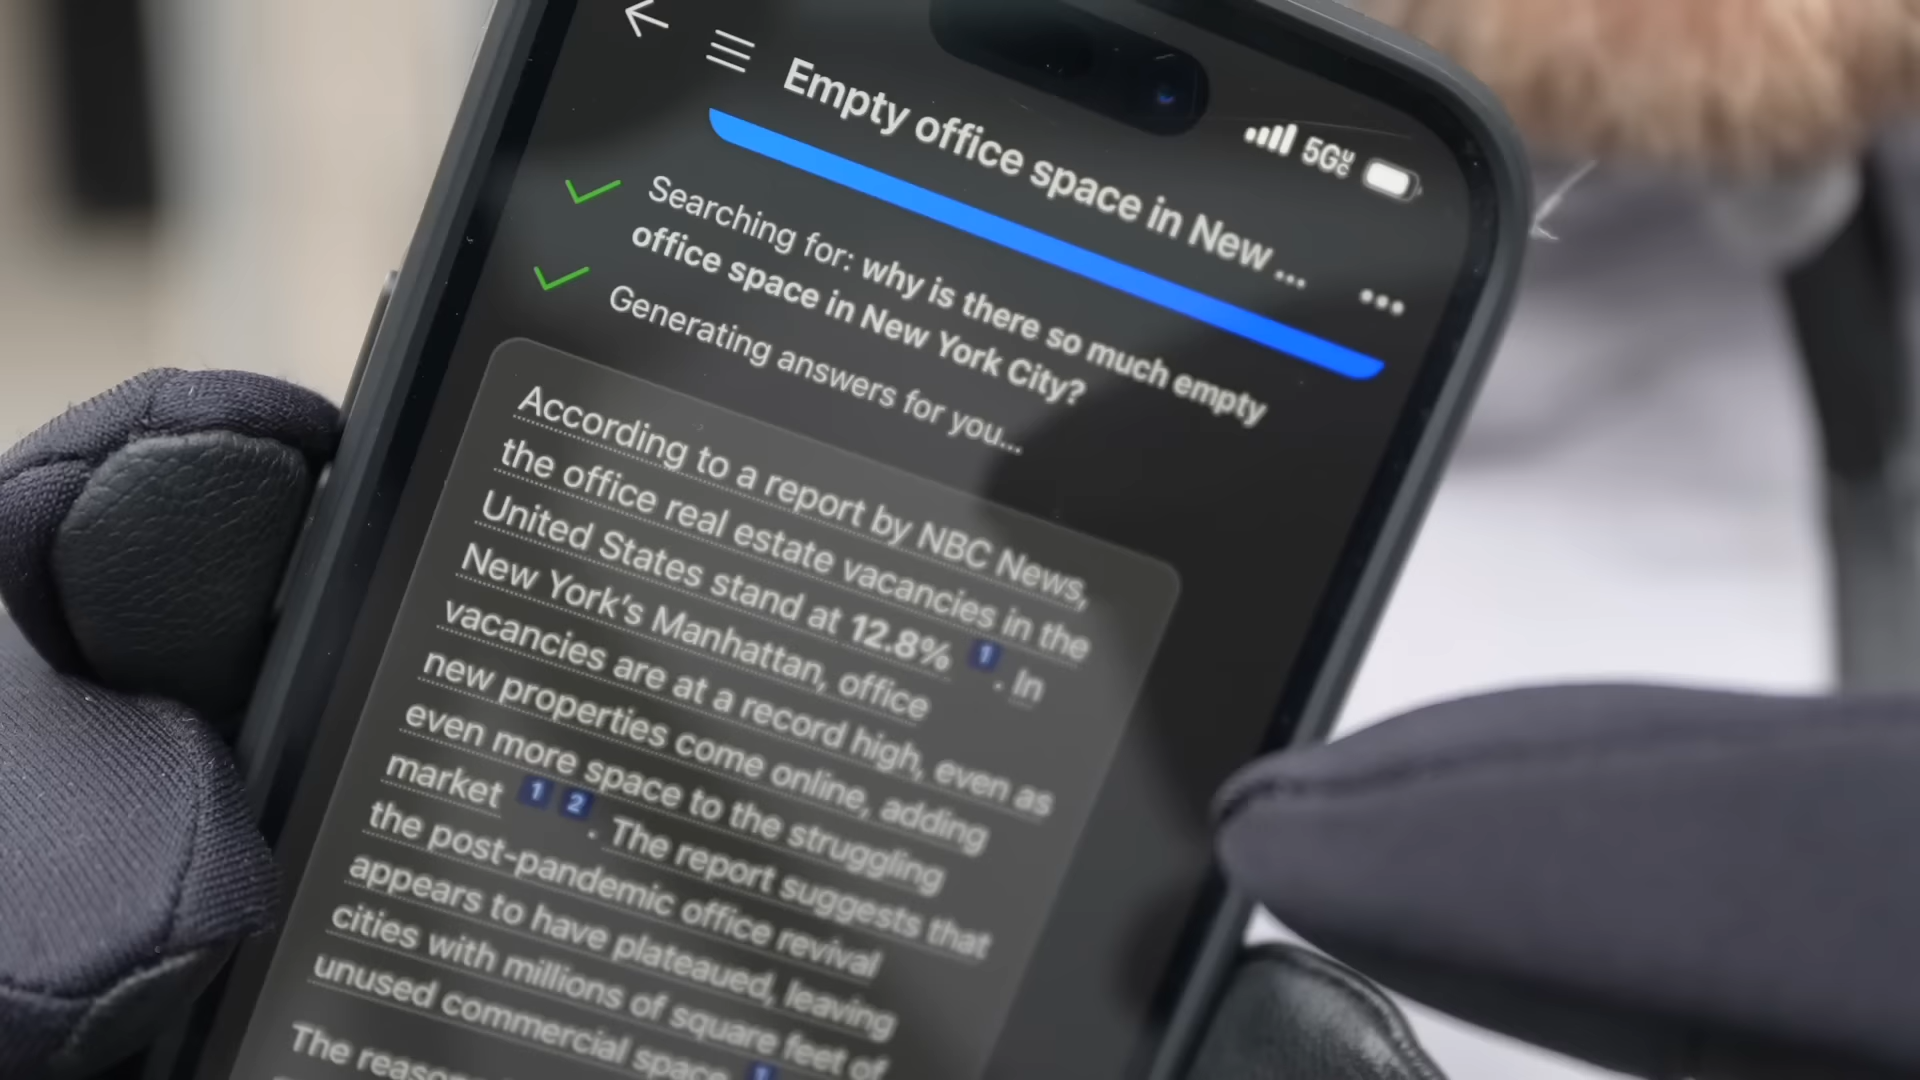 Empty office space in New ...
5GUC
Searching for: why is there so much empty
office space in New York City?
Generating answers for you...
According to a report by NBC News,
the office real estate vacancies in the
United States stand at 12.8% 1 . In
New York's Manhattan, office
vacancies are at a record high, even as
new properties come online, adding
even more space to the struggling
market 1 2 . The report suggests that
the post-pandemic office revival
appears to have plateaued, leaving
cities with millions of square feet of
unused commercial space 1
The